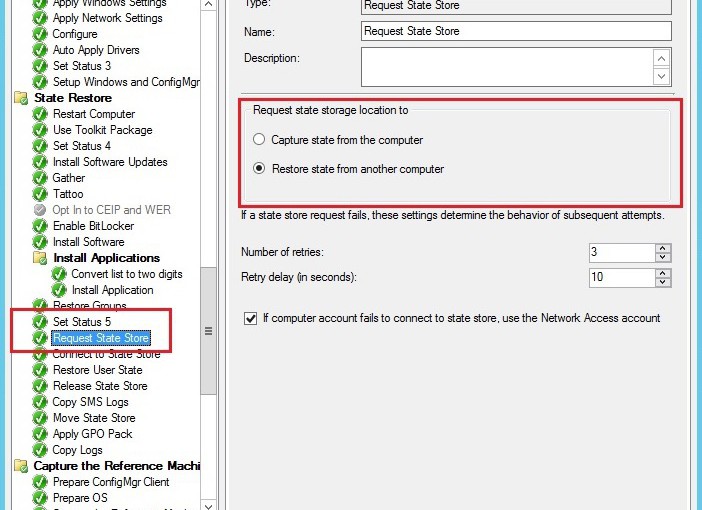 Apply Windows Settings
Apply Network Settings
Configure
Auto Apply Drivers
Set Status 3
Setup Windows and ConfigMgr
State Restore
Restart Computer
Use Toolkit Package
Set Status 4
Install Software Updates
Gather
Tattoo
Opt In to CEIP and WER
Enable BitLocker
Install Software
Install Applications
Convert list to two digits
Install Application
Restore Groups
Set Status 5
Request State Store
Connect to State Store
Restore User State
Release State Store
Copy SMS Logs
Move State Store
Apply GPO Pack
Copy Logs
Capture the Reference Machi
Prepare ConfigMgr Client
Prepare OS
Type:
Request State Store
Name:
Request State Store
Description:
Request state storage location to
Capture state from the computer
Restore state from another computer
If a state store request fails, these settings determine the behavior of subsequent attempts.
Number of retries:
3
Retry delay (in seconds):
10
If computer account fails to connect to state store, use the Network Access account